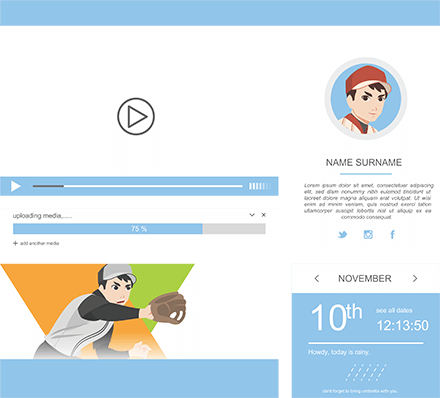 NAME SURNAME
Lorem ipsum dolor sit amet, consectetuer adipiscing
elit, sed diam nonummy nibh euismod tincidunt ut
laoreet dolore magna aliquam erat volutpat. Ut wisi
enim ad minim veniam, quis nostrud exerci tation
ullamcorper suscipit lobortis nisl ut aliquip ex ea commodo
consequat.
uploading media,.....
75 %
+ add another media
NOVEMBER
10th
see all dates
12:13:50
Howdy, today is rainy.
don't forget to bring umbrella with you.